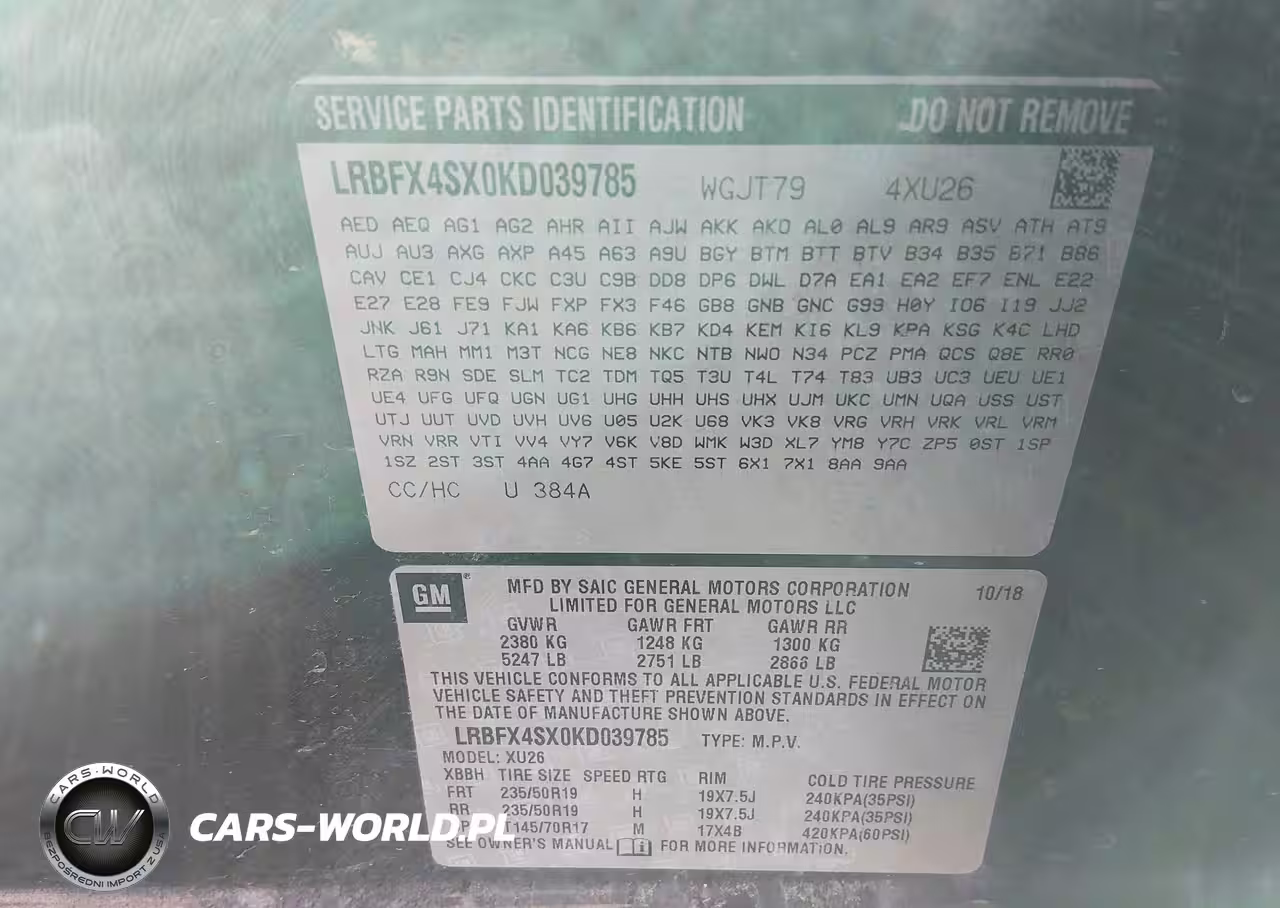 SERVICE PARTS IDENTIFICATION DO NOT REMOVE
LRBFX4SX0KD039785 WGJT79 4XU26
AED AEQ AG1 AG2 AHR AII AJW AKK AKO AL0 AL9 AR9 ASV ATH AT9
AUJ AU3 AXG AXP A45 A63 A9U BGY BTM BTT BTV B34 B35 B71 B86
CAV CE1 CJ4 CKC C3U C9B DD8 DP6 DWL D7A EA1 EA2 EF7 ENL E22
E27 E28 FE9 FJW FXP FX3 F46 GB8 GNB GNC G99 H0Y IO6 I19 JJ2
JNK J61 J71 KA1 KA6 KB6 KB7 KD4 KEM KI6 KL9 KPA KSG K4C LHD
LTG MAH MM1 M3T NCG NE8 NKC NTB NWO N34 PCZ PMA QCS Q8E RR0
RZA R9N SDE SLM TC2 TDM TQ5 T3U T4L T74 T83 UB3 UC3 UEU UE1
UE4 UFG UFQ UGN UG1 UHG UHH UHS UHX UJM UKC UMN UQA USS UST
UTJ UUT UVD UVH UV6 U05 U2K U68 VK3 VK8 VRG VRH VRK VRL VRM
VRN VRR VTI VV4 VY7 V6K V8D WMK W3D XL7 YM8 Y7C ZP5 0ST 1SP
1SZ 2ST 3ST 4AA 4G7 4ST 5KE 5ST 6X1 7X1 8AA 9AA
CC/HC U 384A
GM® MFD BY SAIC GENERAL MOTORS CORPORATION 10/18
LIMITED FOR GENERAL MOTORS LLC
GVWR GAWR FRT GAWR RR
2380 KG 1248 KG 1300 KG
5247 LB 2751 LB 2866 LB
THIS VEHICLE CONFORMS TO ALL APPLICABLE U.S. FEDERAL MOTOR
VEHICLE SAFETY AND THEFT PREVENTION STANDARDS IN EFFECT ON
THE DATE OF MANUFACTURE SHOWN ABOVE.
LRBFX4SX0KD039785 TYPE: M.P.V.
MODEL: XU26
XBBH TIRE SIZE SPEED RTG RIM COLD TIRE PRESSURE
FRT 235/50R19 H 19X7.5J 240KPA(35PSI)
RR 235/50R19 H 19X7.5J 240KPA(35PSI)
T145/70R17 M 17X4B 420KPA(60PSI)
SEE OWNER'S MANUAL FOR MORE INFORMATION.
CARS-WORLD
CW
BEZPOŚREDNI IMPORT Z USA
CARS-WORLD.PL